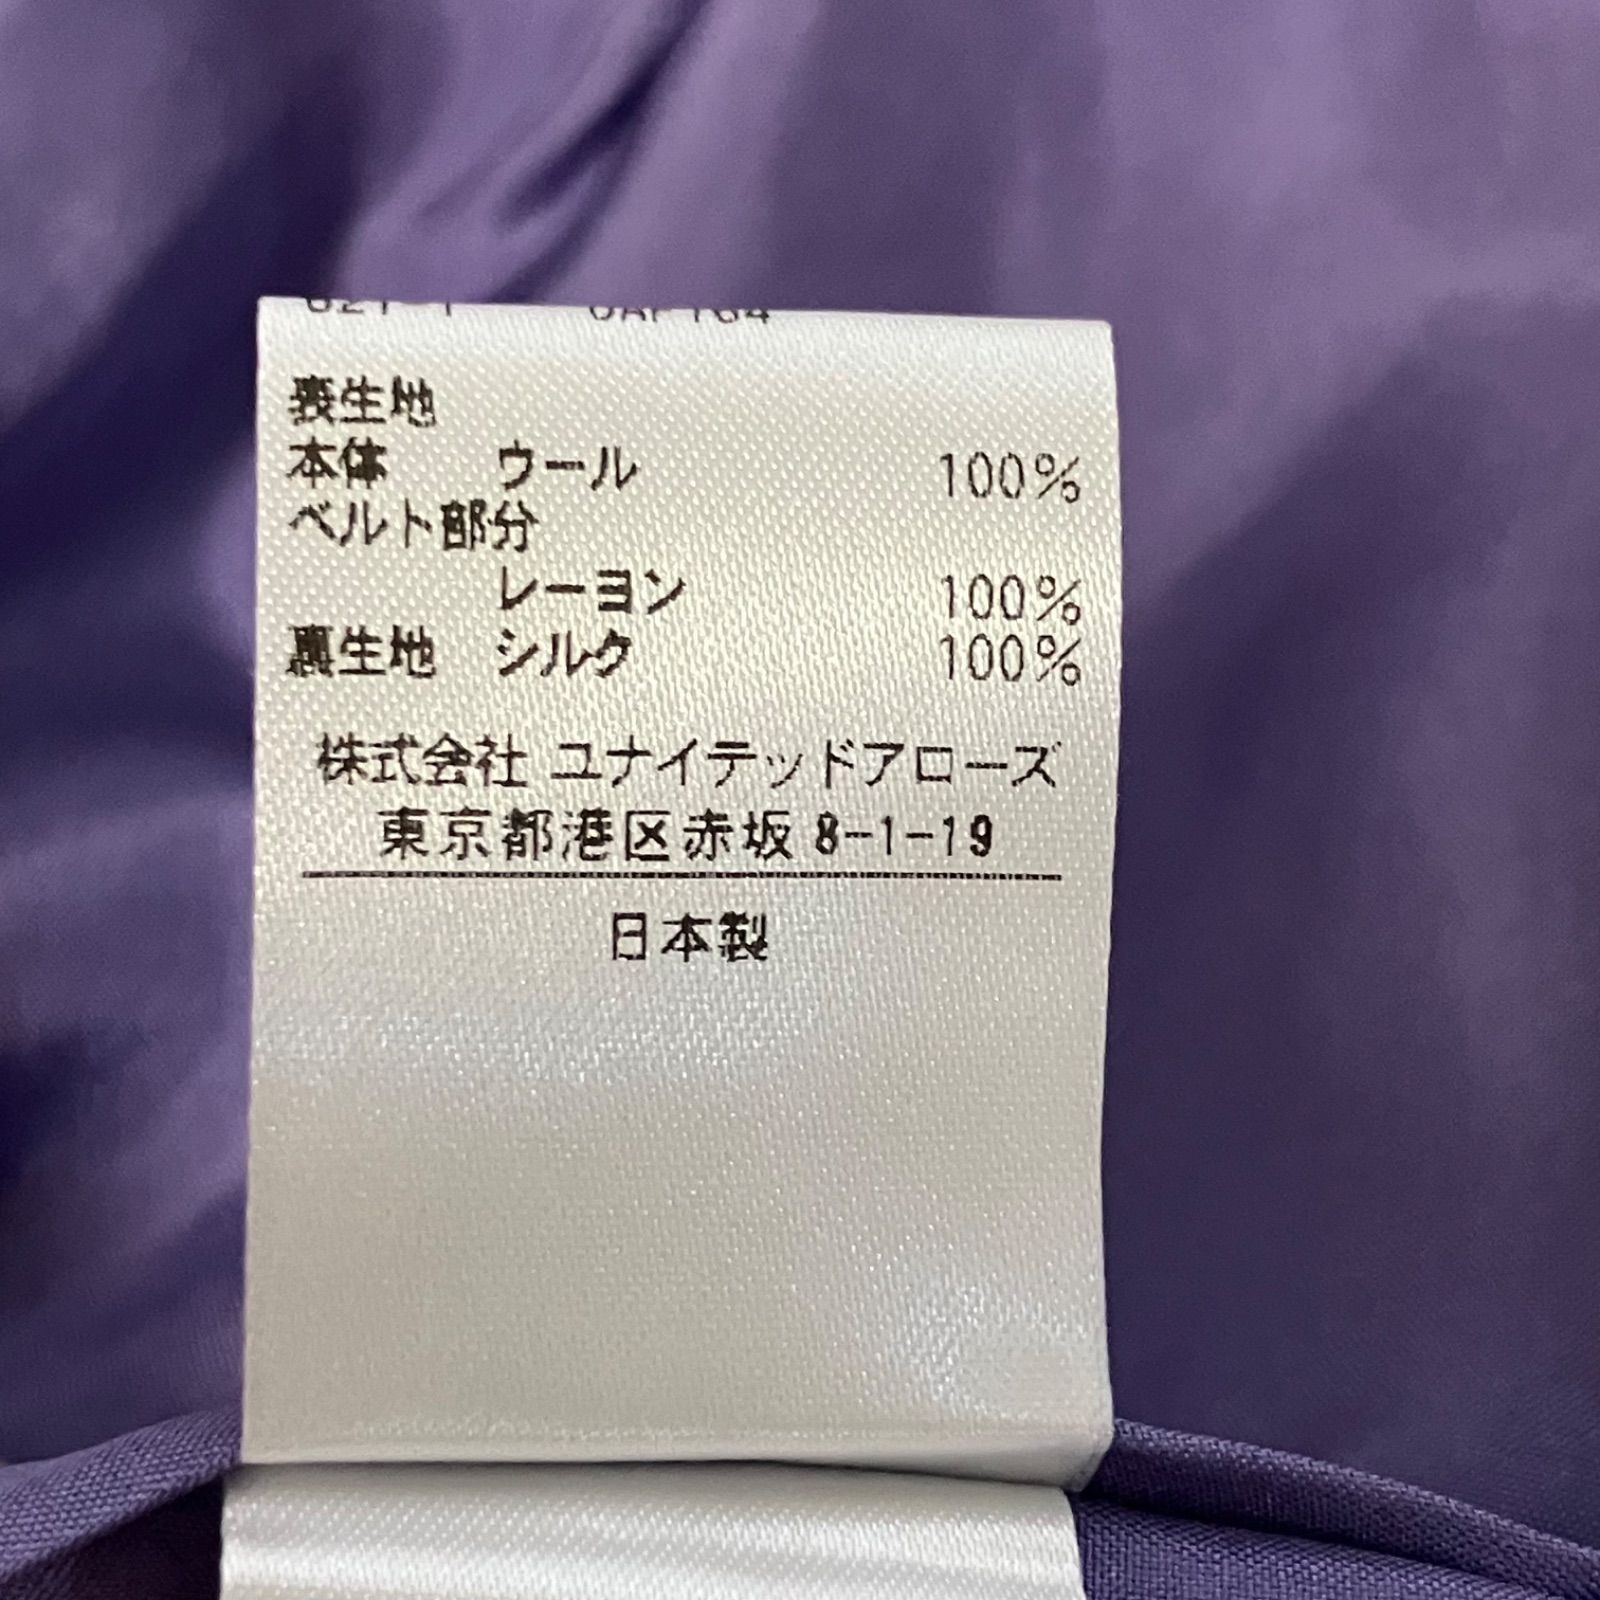 表生地
本体 ウール 100%
ベルト部分
レーヨン 100%
裏生地 シルク 100%
株式会社 ユナイテッドアローズ
東京都港区赤坂 8-1-19
日本製